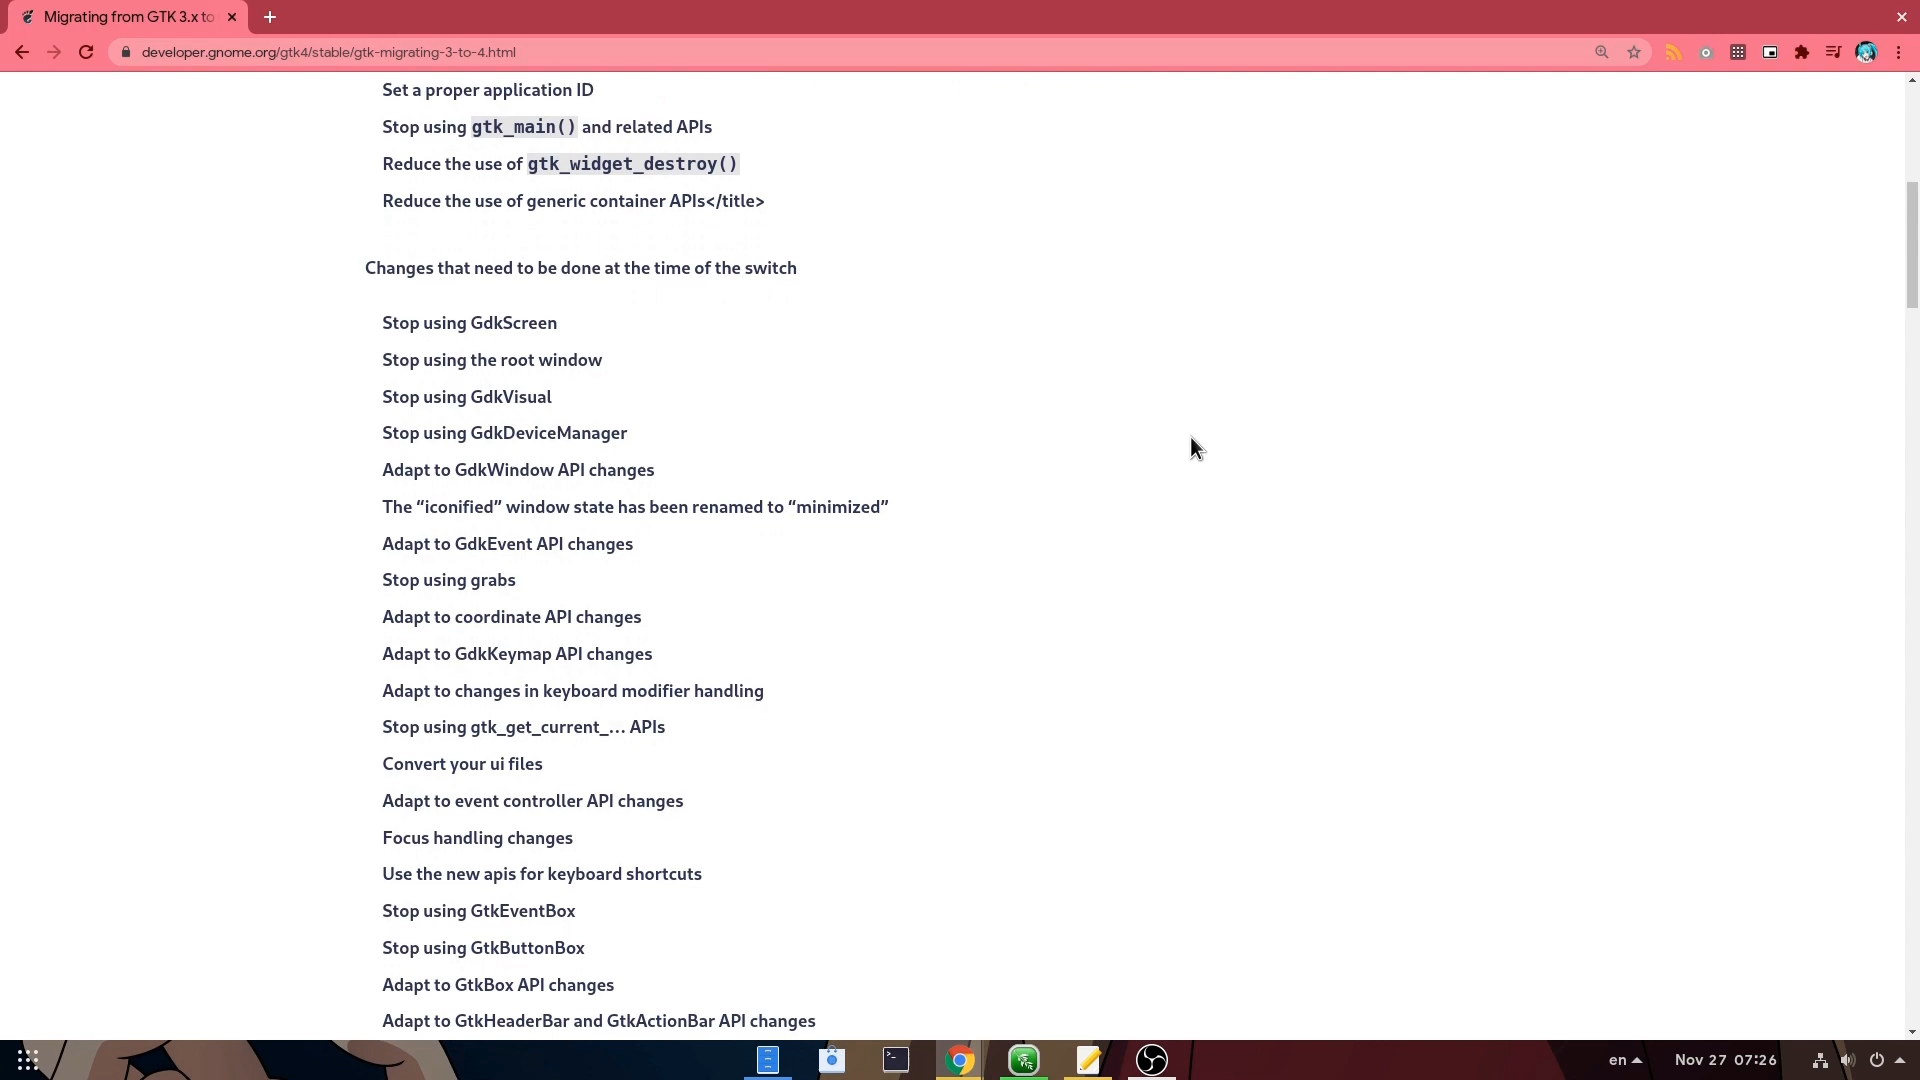 Migrating from GTK 3.x to
developer.gnome.org/gtk4/stable/gtk-migrating-3-to-4.html
Set a proper application ID
Stop using gtk_main() and related APIs
Reduce the use of gtk_widget_destroy()
Reduce the use of generic container APIs</title>
Changes that need to be done at the time of the switch
Stop using GdkScreen
Stop using the root window
Stop using GdkVisual
Stop using GdkDeviceManager
Adapt to GdkWindow API changes
The “iconified” window state has been renamed to “minimized”
Adapt to GdkEvent API changes
Stop using grabs
Adapt to coordinate API changes
Adapt to GdkKeymap API changes
Adapt to changes in keyboard modifier handling
Stop using gtk_get_current_... APIs
Convert your ui files
Adapt to event controller API changes
Focus handling changes
Use the new apis for keyboard shortcuts
Stop using GtkEventBox
Stop using GtkButtonBox
Adapt to GtkBox API changes
Adapt to GtkHeaderBar and GtkActionBar API changes
en Nov 27 07:26